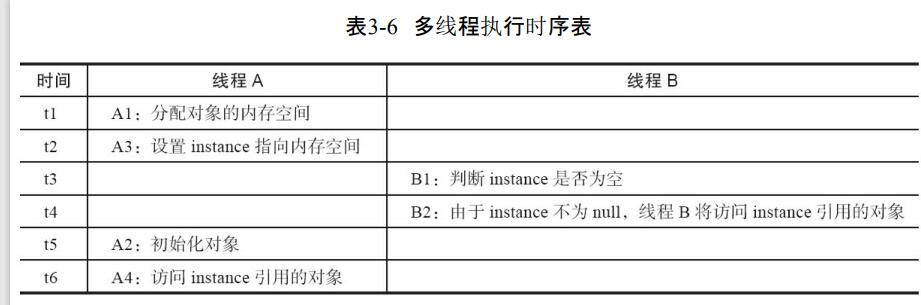 表3-6 多线程执行时序表
时间 线程 A 线程 B
t1 A1：分配对象的内存空间
t2 A3：设置 instance 指向内存空间
t3 B1：判断 instance 是否为空
t4 B2：由于 instance 不为 null，线程 B 将访问 instance 引用的对象
t5 A2：初始化对象
t6 A4：访问 instance 引用的对象